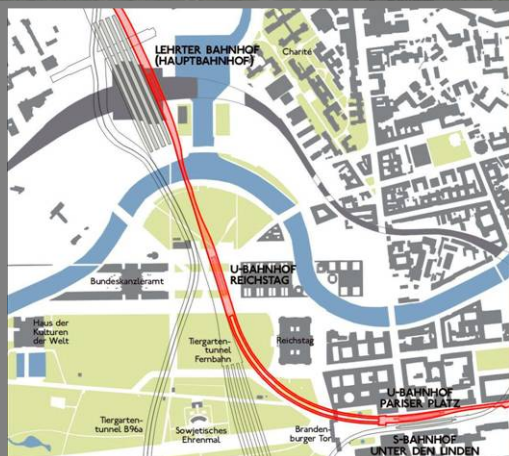 LEHRTER BAHNHOF
(HAUPTBAHNHOF)
Charité
U-BAHNHOF
REICHSTAG
Bundeskanzleramt
Haus der
Kulturen
der Welt
Tiergarten-
tunnel
Fernbahn
Reichstag
U-BAHNHOF
PARISER PLATZ
Tiergarten-
tunnel B96a
Sowjetisches
Ehrenmal
Branden-
burger Tor
S-BAHNHOF
UNTER DEN LINDEN